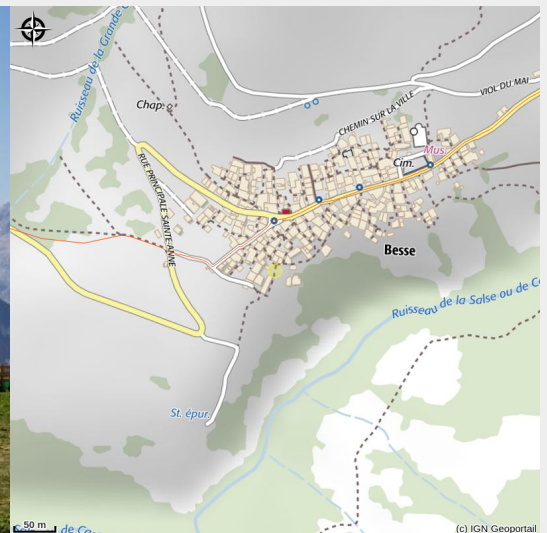 Ruisseau de la Grande
Chap.
CHEMIN SUR LA VILLE
VIOL DU MAI
Mus.
Cim.
RUE PRINCIPALE SAINTE-ANNE
Besse
Ruisseau de la Salse ou de
St. épur.
50 m
de
(c) IGN Geoportail